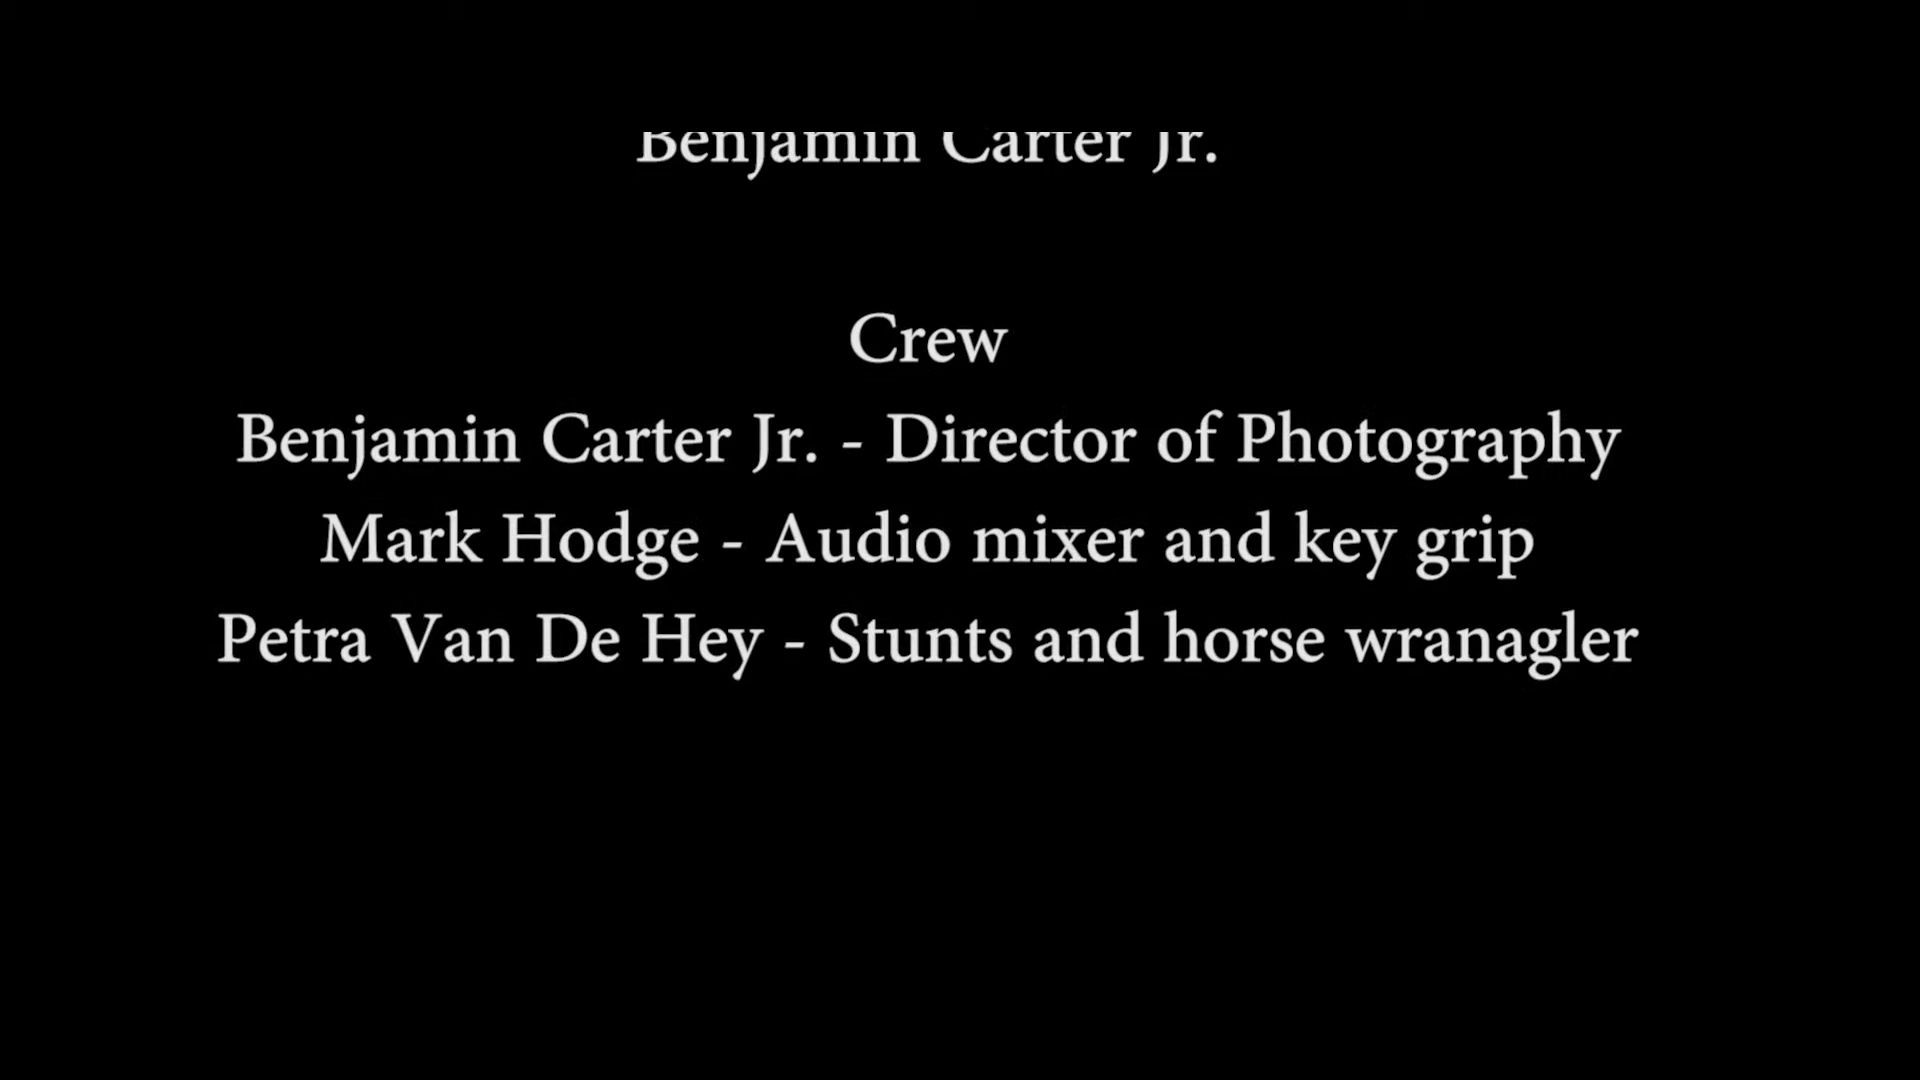 Benjamin Carter Jr.
Crew
Benjamin Carter Jr. - Director of Photography
Mark Hodge - Audio mixer and key grip
Petra Van De Hey - Stunts and horse wranagler